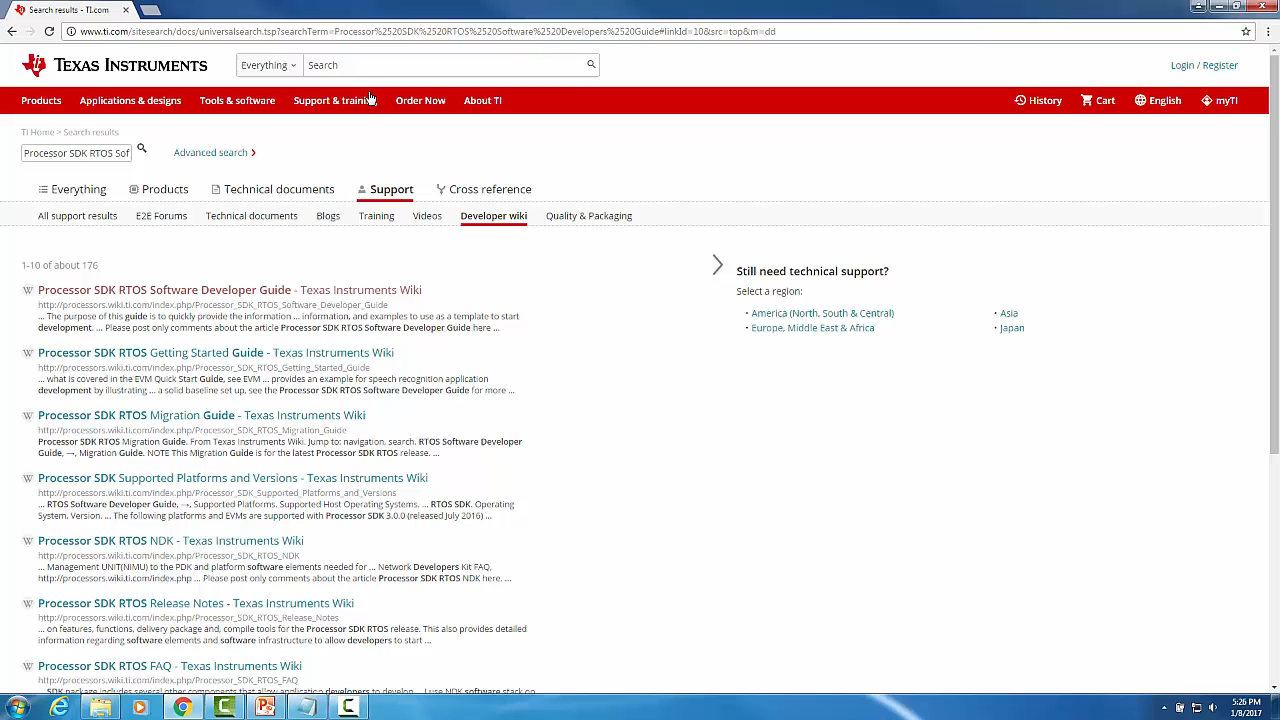 Search results - TI.com
www.ti.com/sitesearch/docs/universalsearch.tsp?searchTerm=Processor%2520SDK%2520RTOS%2520Software%2520Developers%2520Guide#linkId=10&src=top&m=dd
TEXAS INSTRUMENTS
Everything
Search
Login / Register
Products Applications & designs Tools & software Support & training Order Now About TI History Cart English myTI
TI Home > Search results
Processor SDK RTOS Sof
Advanced search
Everything Products Technical documents Support Cross reference
All support results E2E Forums Technical documents Blogs Training Videos Developer wiki Quality & Packaging
1-10 of about 176
Processor SDK RTOS Software Developer Guide - Texas Instruments Wiki
http://processors.wiki.ti.com/index.php/Processor_SDK_RTOS_Software_Developer_Guide
... The purpose of this guide is to quickly provide the information ... information, and examples to use as a template to start
development. ... Please post only comments about the article Processor SDK RTOS Software Developer Guide here ...
Processor SDK RTOS Getting Started Guide - Texas Instruments Wiki
http://processors.wiki.ti.com/index.php/Processor_SDK_RTOS_Getting_Started_Guide
... what is covered in the EVM Quick Start Guide, see EVM ... provides an example for speech recognition application
development by illustrating ... a solid baseline set up, see the Processor SDK RTOS Software Developer Guide for more ...
Processor SDK RTOS Migration Guide - Texas Instruments Wiki
http://processors.wiki.ti.com/index.php/Processor_SDK_RTOS_Migration_Guide
Processor SDK RTOS Migration Guide. From Texas Instruments Wiki. Jump to: navigation, search. RTOS Software Developer
Guide, →, Migration Guide. NOTE This Migration Guide is for the latest Processor RTOS release. ...
Processor SDK Supported Platforms and Versions - Texas Instruments Wiki
http://processors.wiki.ti.com/index.php/Processor_SDK_Supported_Platforms_and_Versions
... RTOS Software Developer Guide, →, Supported Platforms. Supported Host Operating Systems. ... RTOS SDK. Operating
System. Version. ... The following platforms and EVMs are supported with Processor SDK 3.0.0 (released July 2016) ...
Processor SDK RTOS NDK - Texas Instruments Wiki
http://processors.wiki.ti.com/index.php/Processor_SDK_RTOS_NDK
... Management UNIT(NIMU) to the PDK and platform software elements needed for ... Network Developers Kit FAQ,
http://processors.wiki.ti.com/index.php ... Please post only comments about the article Processor SDK RTOS NDK here. ...
Processor SDK RTOS Release Notes - Texas Instruments Wiki
http://processors.wiki.ti.com/index.php/Processor_SDK_RTOS_Release_Notes
... on features, functions, delivery package and, compile tools for the Processor SDK RTOS release. This also provides detailed
information regarding software elements and software infrastructure to allow developers to start ...
Processor SDK RTOS FAQ - Texas Instruments Wiki
http://processors.wiki.ti.com/index.php/Processor_SDK_RTOS_FAQ
... SDK package includes several other components that allow application developers to develop ... I use NDK software stack on
Still need technical support?
Select a region:
America (North, South & Central)
Europe, Middle East & Africa
Asia
Japan
5:26 PM
1/8/2017